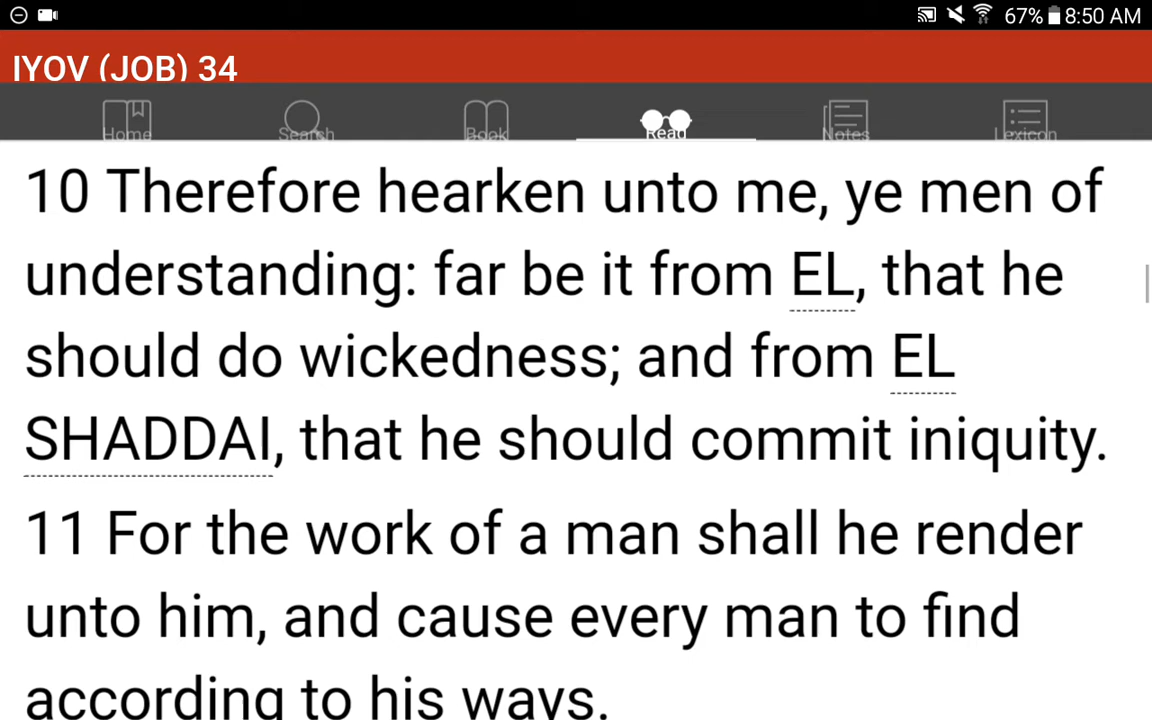 67% 8:50 AM
IYOV (JOB) 34
Home Search Book Read Notes Lexicon
10 Therefore hearken unto me, ye men of
understanding: far be it from EL, that he
should do wickedness; and from EL
SHADDAI, that he should commit iniquity.
11 For the work of a man shall he render
unto him, and cause every man to find
according to his ways.